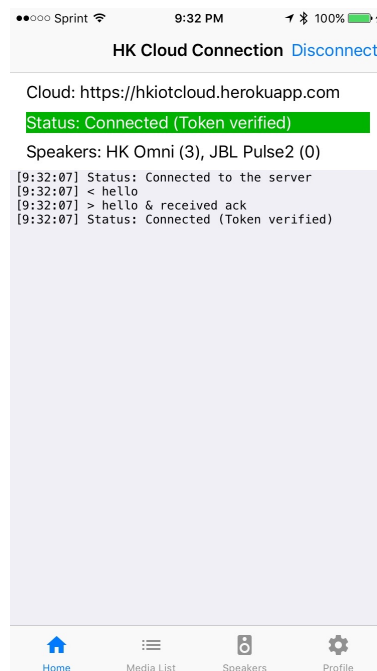 Sprint 9:32 PM 100%
HK Cloud Connection Disconnect
Cloud: https://hkiotcloud.herokuapp.com
Status: Connected (Token verified)
Speakers: HK Omni (3), JBL Pulse2 (0)
[9:32:07] Status: Connected to the server
[9:32:07] < hello
[9:32:07] > hello & received ack
[9:32:07] Status: Connected (Token verified)
Home Media List Speakers Profile